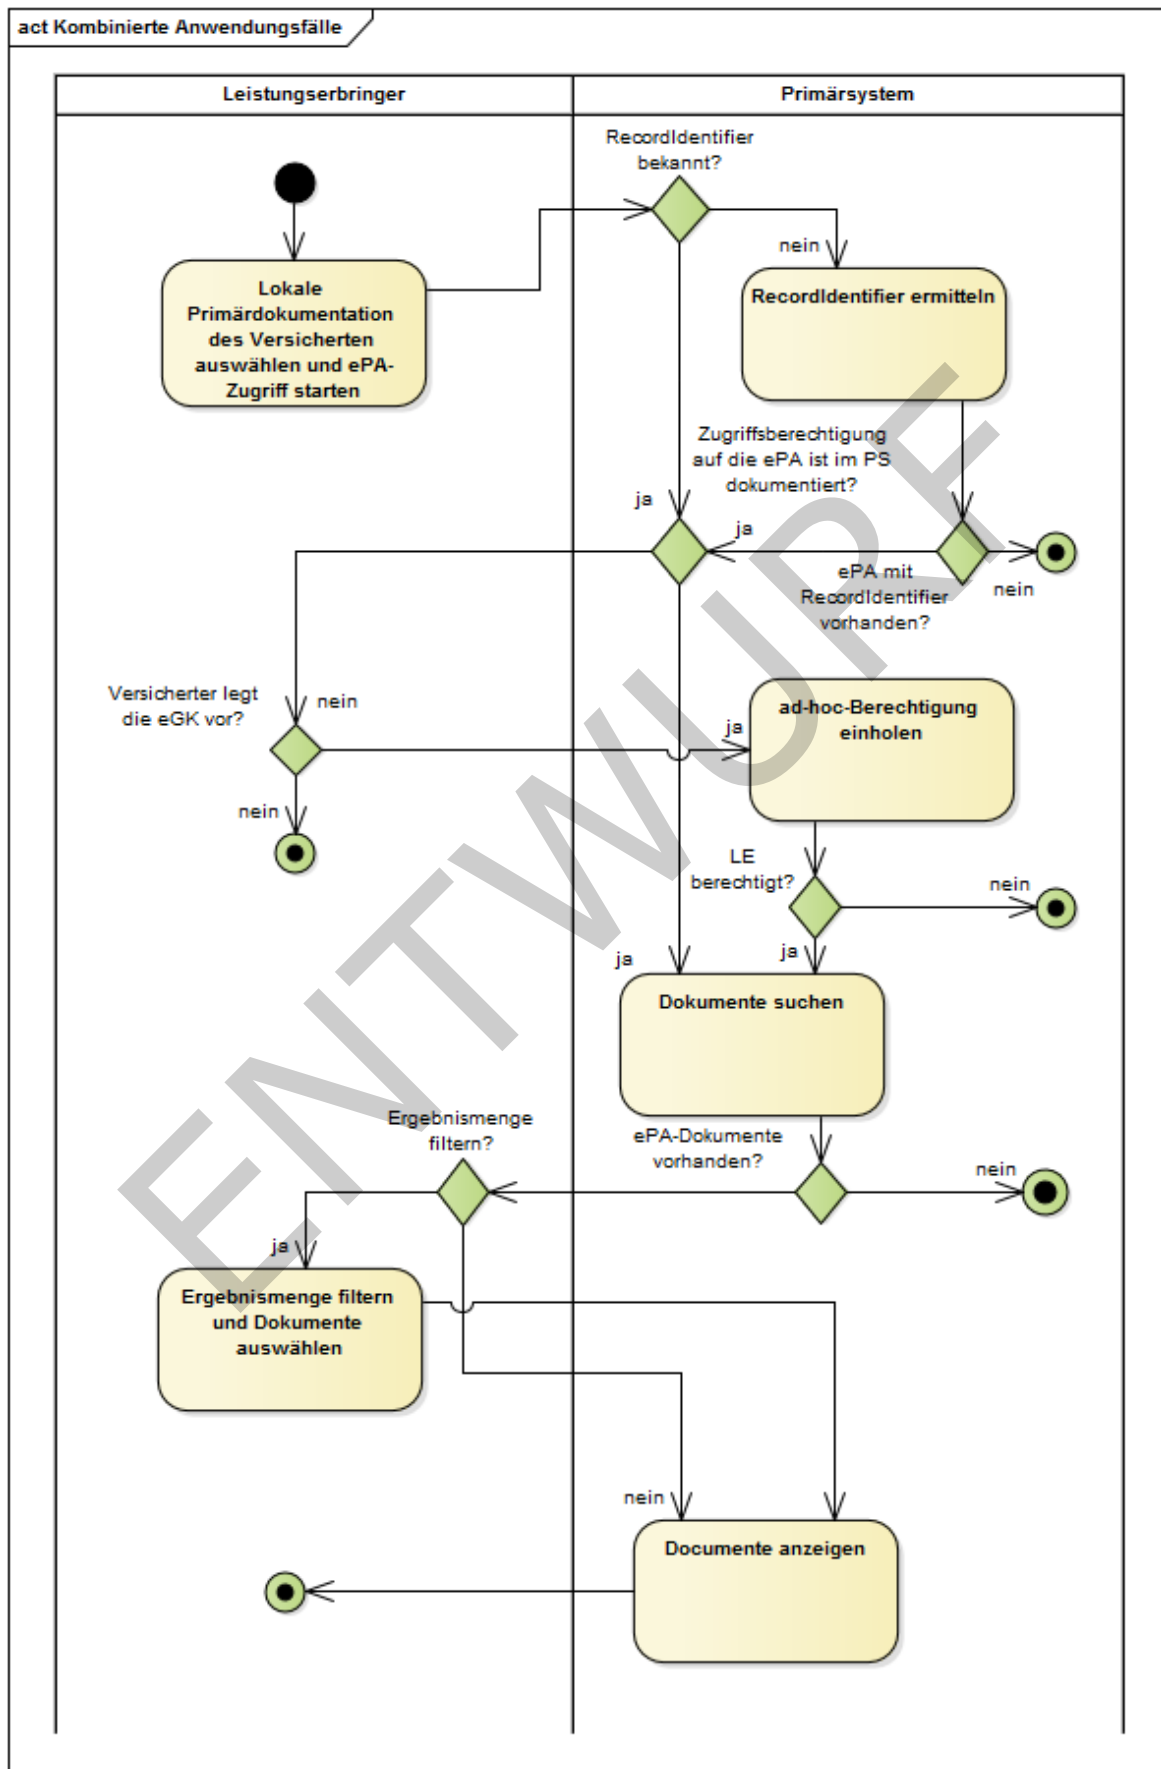 act Kombinierte Anwendungsfälle
Leistungserbringer
Primärsystem
RecordIdentifier
bekannt?
nein
Lokale
Primärdokumentation
des Versicherten
auswählen und ePA-
Zugriff starten
RecordIdentifier ermitteln
Zugriffsberechtigung
auf die ePA ist im PS
dokumentiert?
ja
ja
ePA mit
RecordIdentifier
vorhanden?
nein
Versicherter legt
die eGK vor?
nein
ja
ad-hoc-Berechtigung
einholen
nein
LE
berechtigt?
nein
ja
ja
Dokumente suchen
Ergebnismenge
filtern?
ePA-Dokumente
vorhanden?
nein
ja
Ergebnismenge filtern
und Dokumente
auswählen
nein
Documente anzeigen
ENTWURF